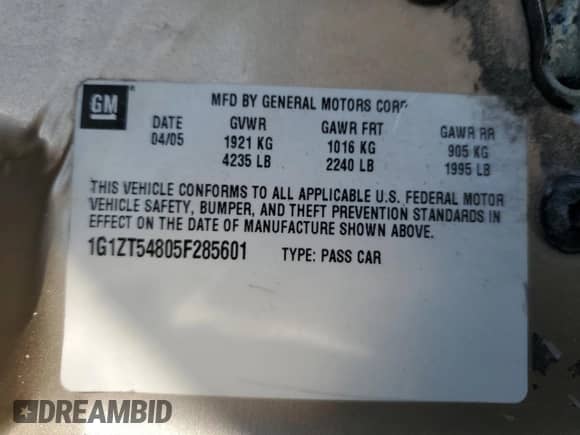 GM
MFD BY GENERAL MOTORS CORP
DATE GVWR GAWR FRT GAWR RR
04/05 1921 KG 1016 KG 905 KG
4235 LB 2240 LB 1995 LB
THIS VEHICLE CONFORMS TO ALL APPLICABLE U.S. FEDERAL MOTOR
VEHICLE SAFETY, BUMPER, AND THEFT PREVENTION STANDARDS IN
EFFECT ON THE DATE OF MANUFACTURE SHOWN ABOVE.
1G1ZT54805F285601 TYPE: PASS CAR
DREAMBID